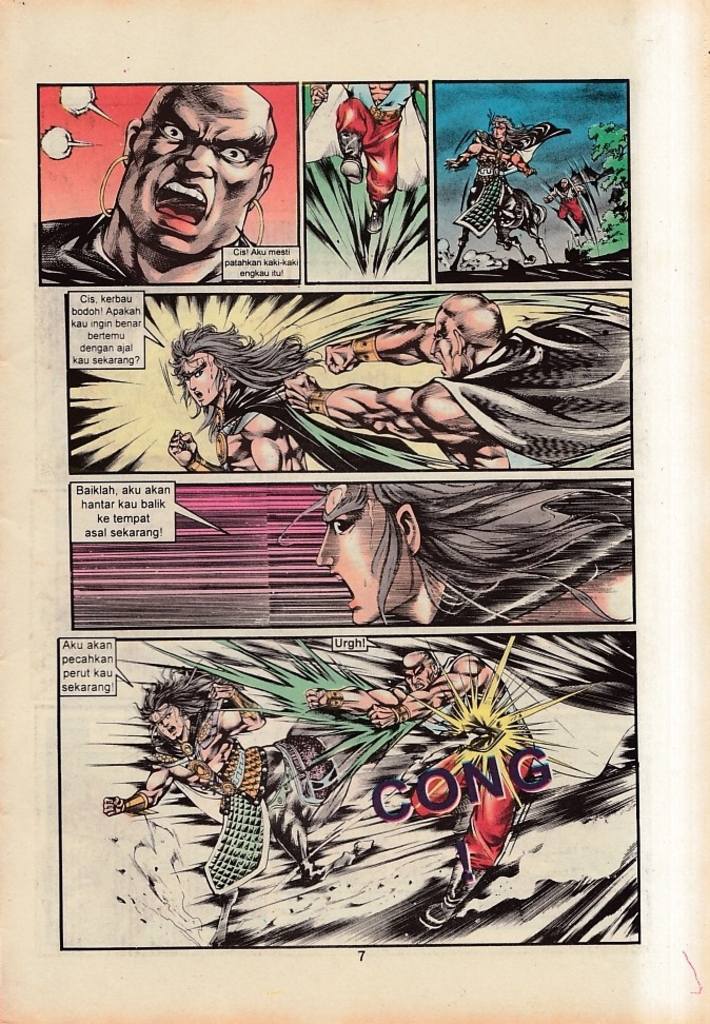 Cis! Aku mesti
patahkan kaki-kaki
engkau itu!
Cis, kerbau
bodoh! Apakah
kau ingin benar
bertemu
dengan ajal
kau sekarang?
Baiklah, aku akan
hantar kau balik
ke tempat
asal sekarang!
Aku akan
pecahkan
perut kau
sekarang!
Urgh!
CONG
!
7